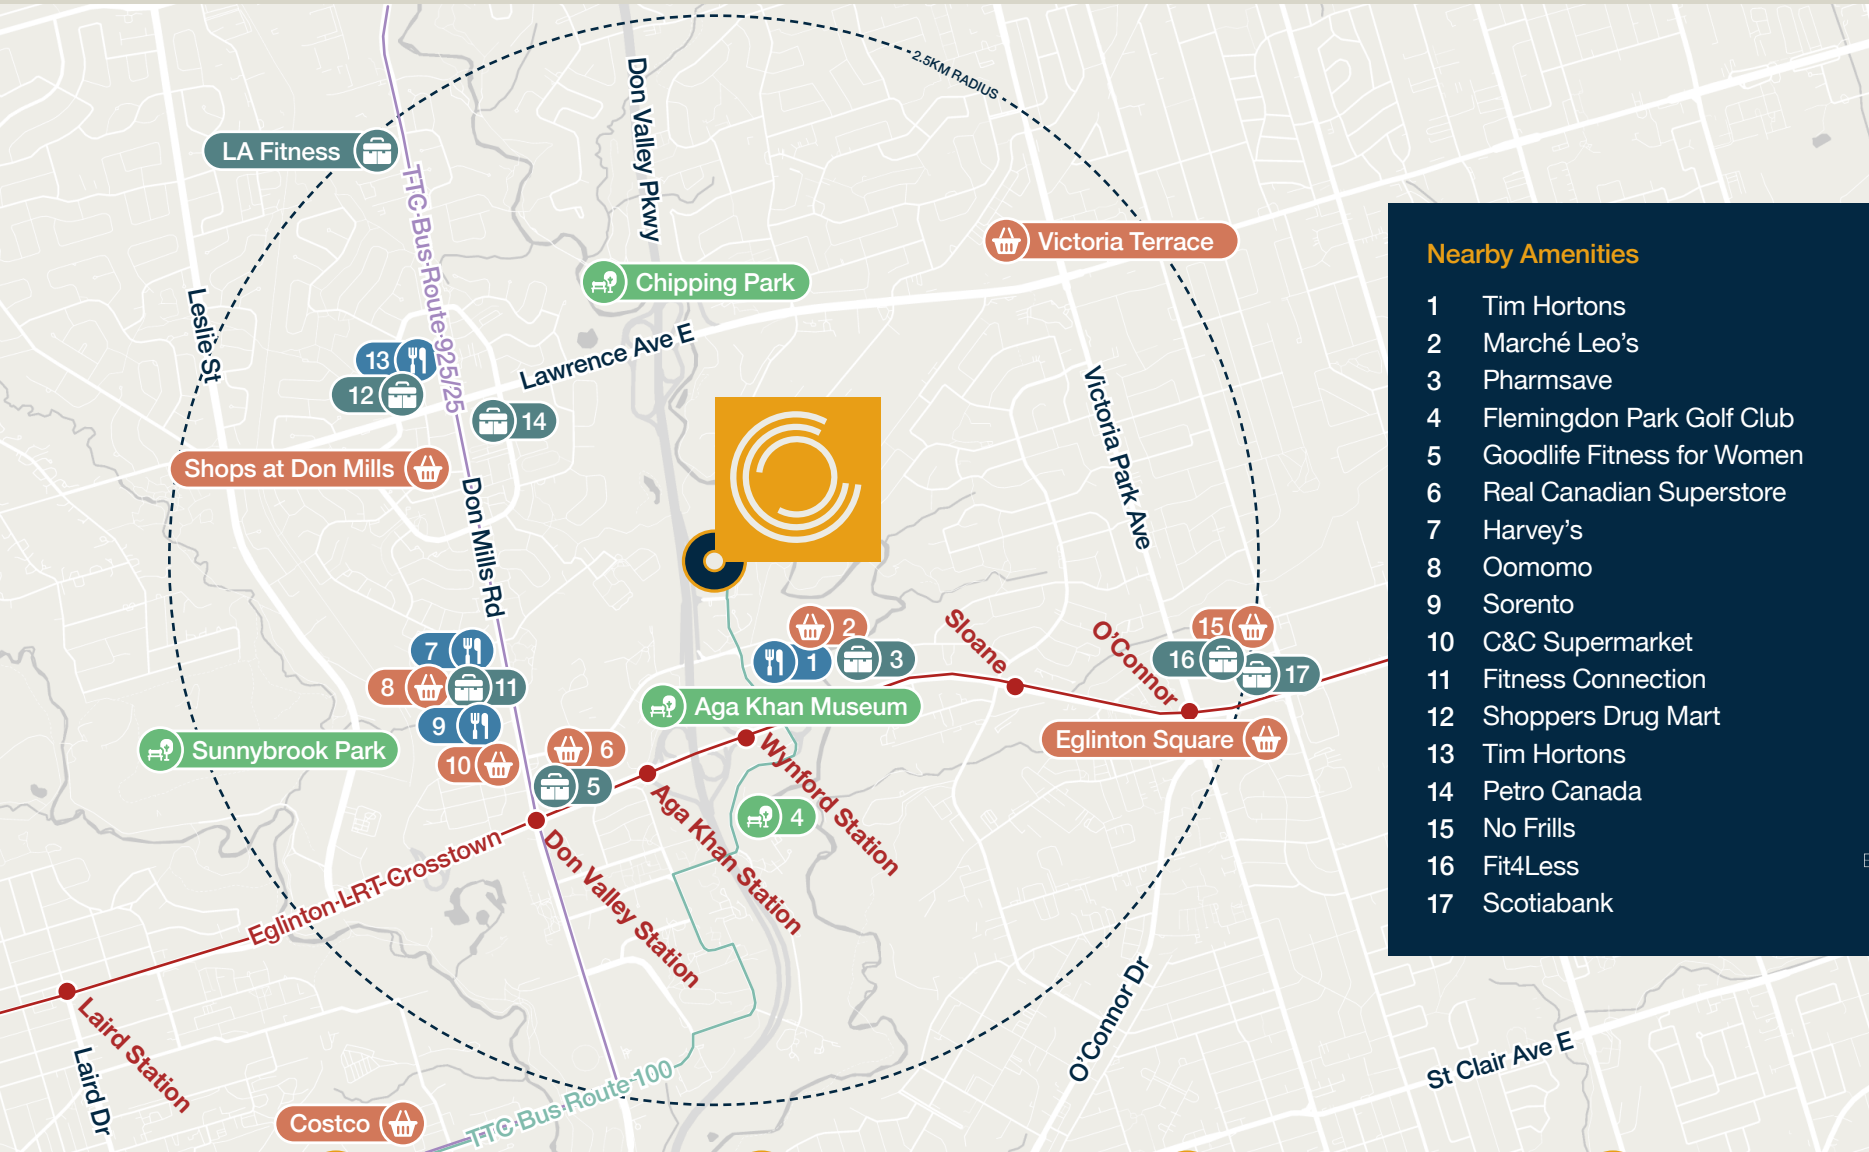 2.5KM RADIUS
Don Valley Pkwy
LA Fitness
TTC Bus Route 925/25
Victoria Terrace
Chipping Park
Leslie St
Lawrence Ave E
13
12
14
Victoria Park Ave
Shops at Don Mills
Don Mills Rd
2
1
3
Sloane
O'Connor
15
16
17
7
8
11
9
10
6
5
Aga Khan Museum
Eglinton Square
Sunnybrook Park
Wynford Station
4
Aga Khan Station
Don Valley Station
Eglinton LRT Crosstown
Laird Station
Laird Dr
O'Connor Dr
St Clair Ave E
TTC Bus Route 100
Costco
Nearby Amenities
1 Tim Hortons
2 Marché Leo's
3 Pharmsave
4 Flemingdon Park Golf Club
5 Goodlife Fitness for Women
6 Real Canadian Superstore
7 Harvey's
8 Oomomo
9 Sorento
10 C&C Supermarket
11 Fitness Connection
12 Shoppers Drug Mart
13 Tim Hortons
14 Petro Canada
15 No Frills
16 Fit4Less
17 Scotiabank